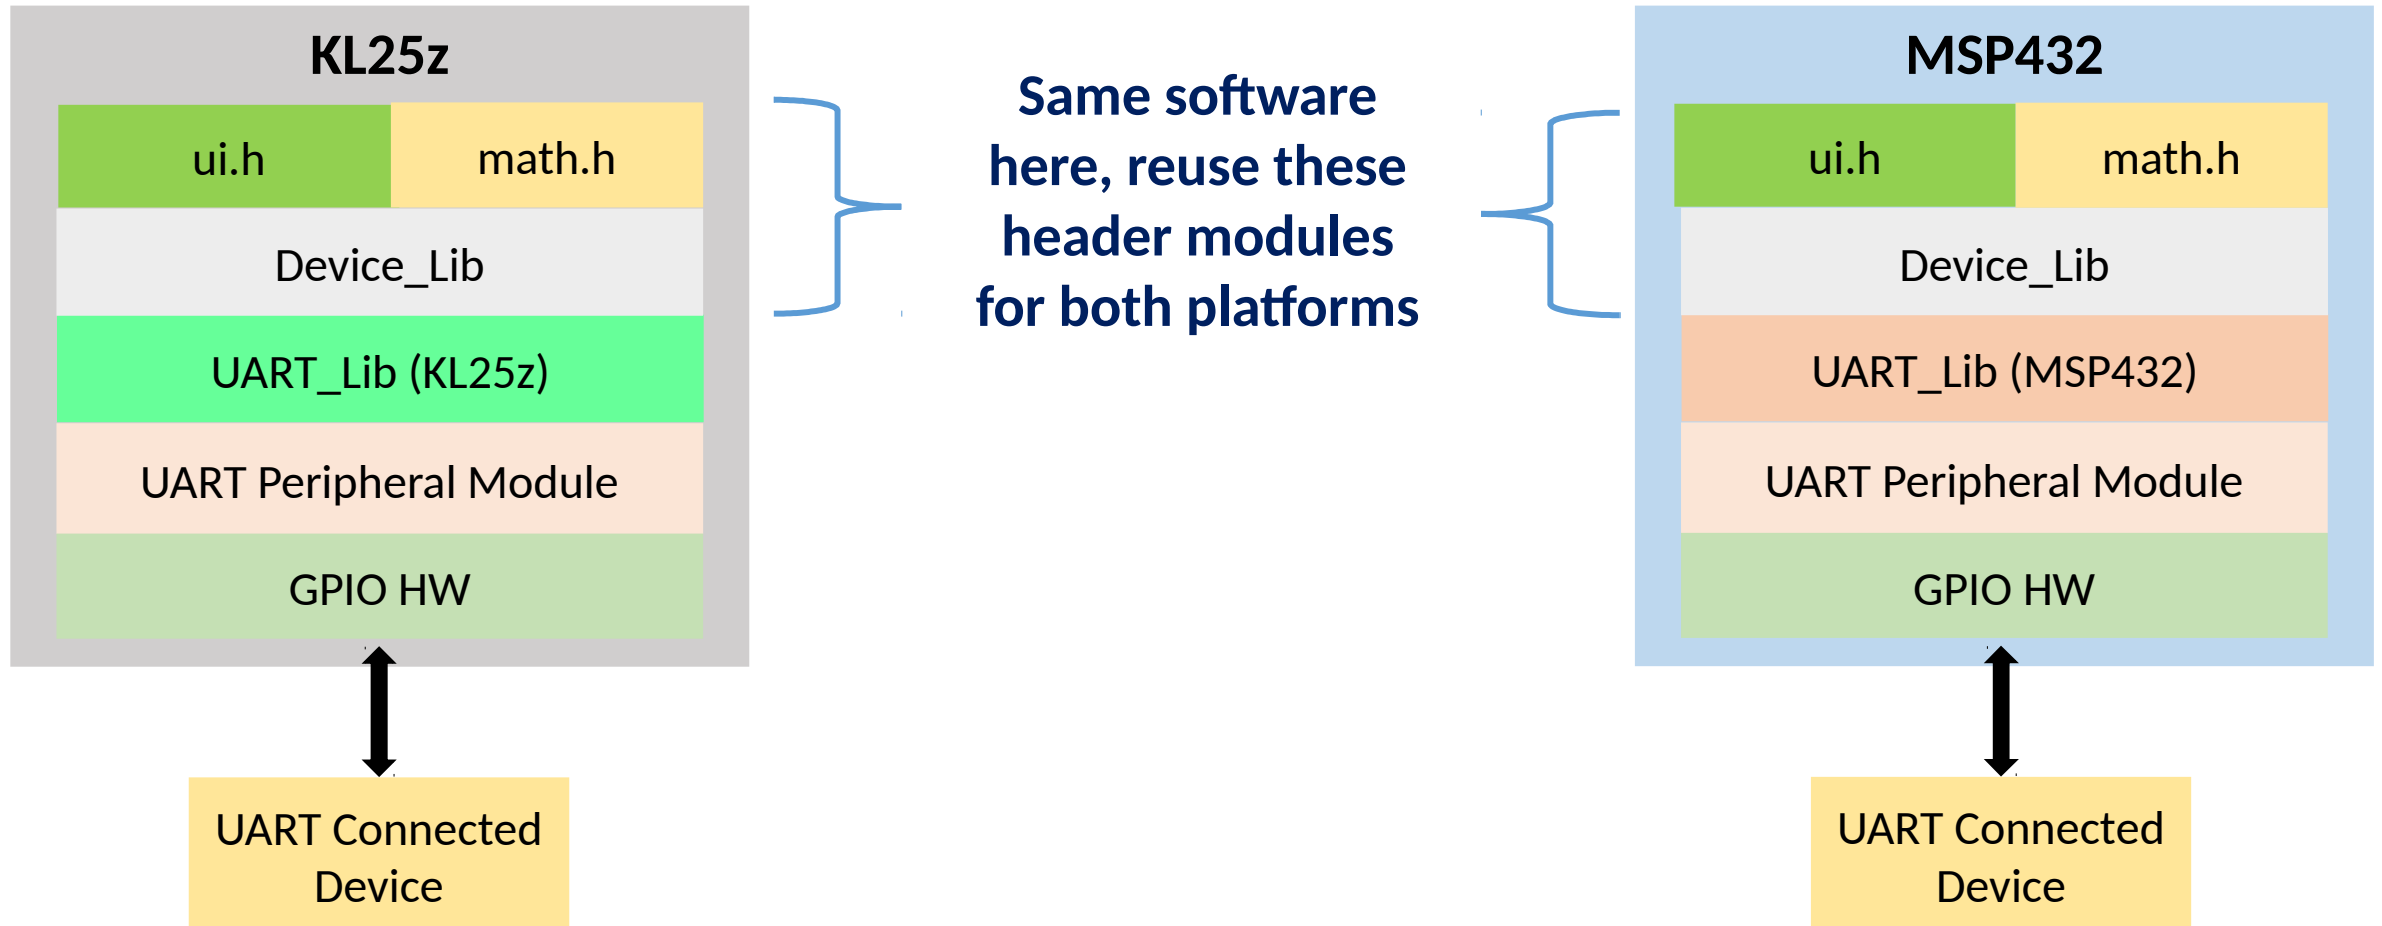 KL25z
ui.h
math.h
Device_Lib
UART_Lib (KL25z)
UART Peripheral Module
GPIO HW
UART Connected
Device
Same software
here, reuse these
header modules
for both platforms
MSP432
ui.h
math.h
Device_Lib
UART_Lib (MSP432)
UART Peripheral Module
GPIO HW
UART Connected
Device